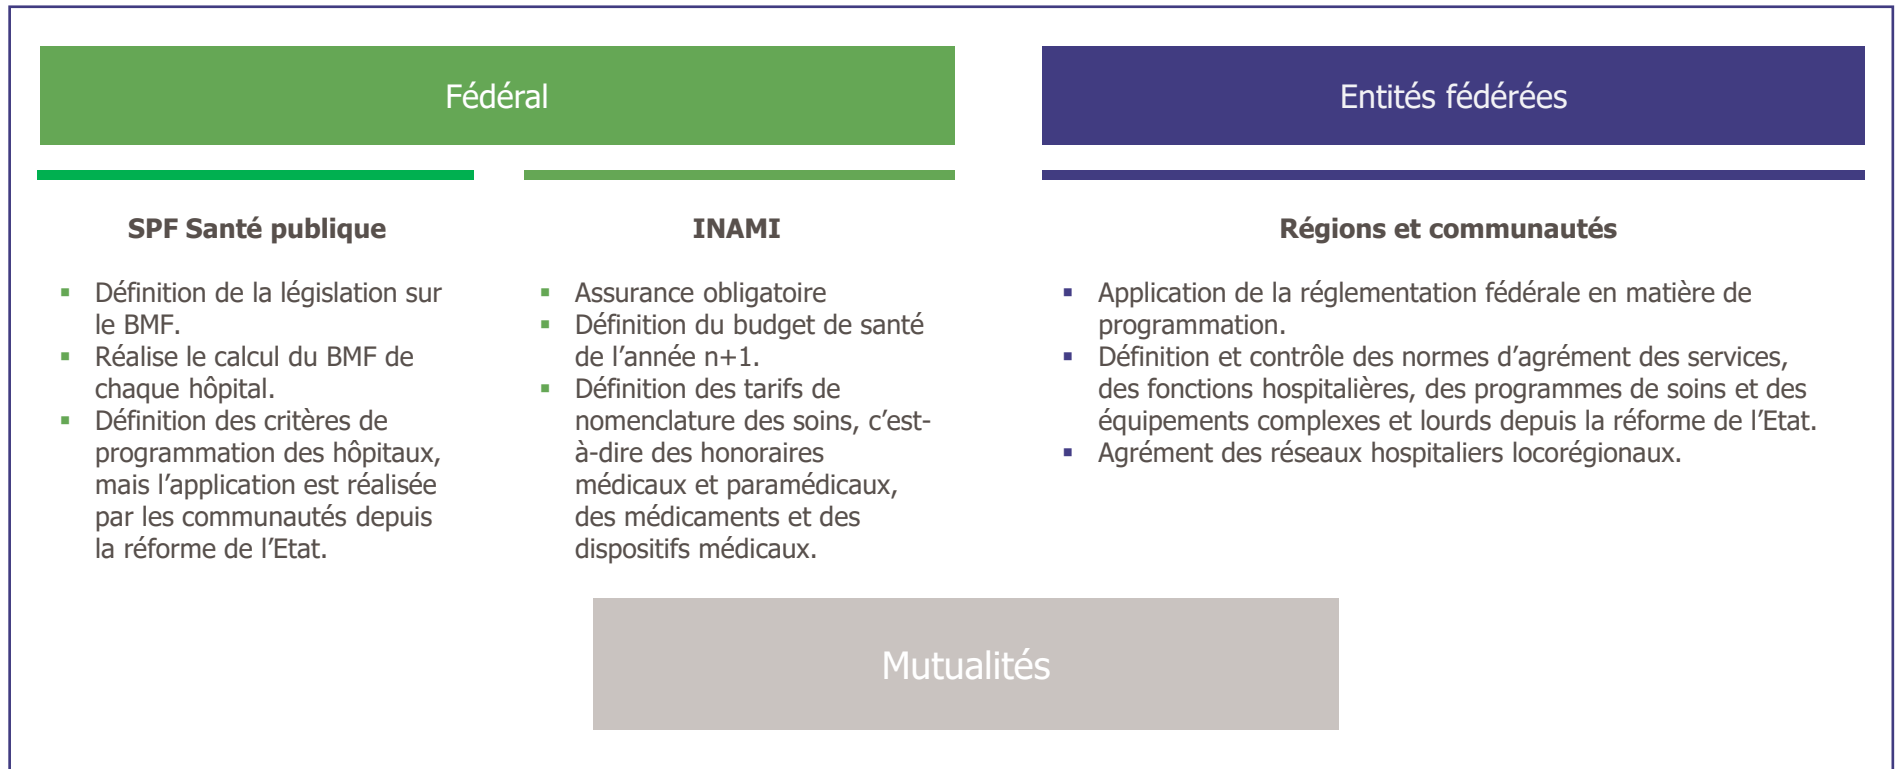 Fédéral
Entités fédérées
SPF Santé publique
▪ Définition de la législation sur
le BMF.
▪ Réalise le calcul du BMF de
chaque hôpital.
▪ Définition des critères de
programmation des hôpitaux,
mais l’application est réalisée
par les communautés depuis
la réforme de l’Etat.
INAMI
▪ Assurance obligatoire
▪ Définition du budget de santé
de l’année n+1.
▪ Définition des tarifs de
nomenclature des soins, c’est-
à-dire des honoraires
médicaux et paramédicaux,
des médicaments et des
dispositifs médicaux.
Régions et communautés
▪ Application de la réglementation fédérale en matière de
programmation.
▪ Définition et contrôle des normes d’agrément des services,
des fonctions hospitalières, des programmes de soins et des
équipements complexes et lourds depuis la réforme de l’Etat.
▪ Agrément des réseaux hospitaliers locorégionaux.
Mutualités